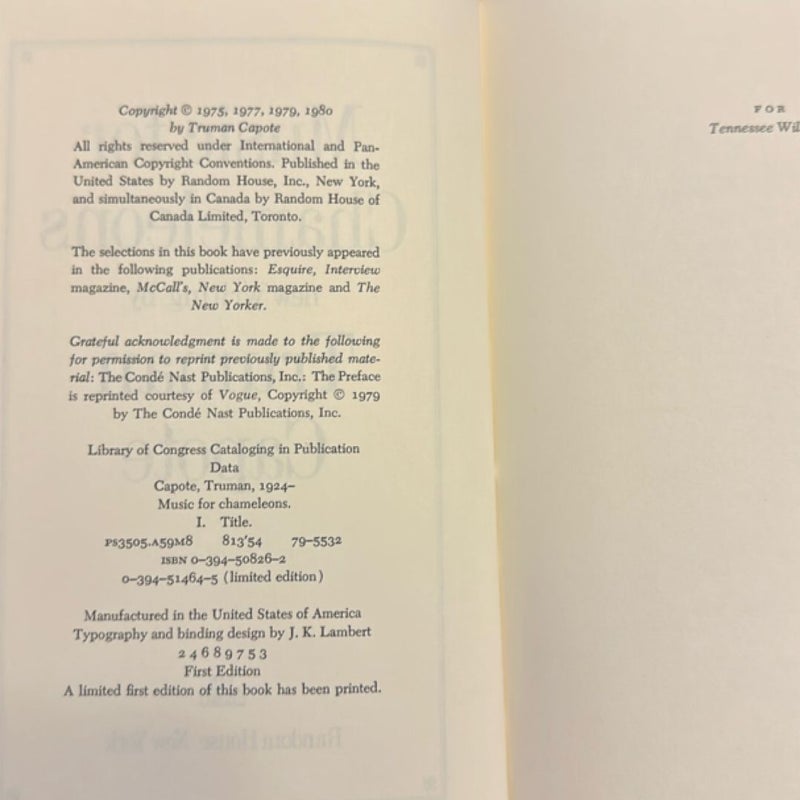 Copyright © 1975, 1977, 1979, 1980
by Truman Capote
All rights reserved under International and Pan-
American Copyright Conventions. Published in the
United States by Random House, Inc., New York,
and simultaneously in Canada by Random House of
Canada Limited, Toronto.
The selections in this book have previously appeared
in the following publications: Esquire, Interview
magazine, McCall's, New York magazine and The
New Yorker.
Grateful acknowledgment is made to the following
for permission to reprint previously published mate-
rial: The Condé Nast Publications, Inc.: The Preface
is reprinted courtesy of Vogue, Copyright © 1979
by The Condé Nast Publications, Inc.
Library of Congress Cataloging in Publication
Data
Capote, Truman, 1924–
Music for chameleons.
I. Title.
PS3505.A59M8 813'54 79–5532
ISBN 0–394–50826–2
0–394–51464–5 (limited edition)
Manufactured in the United States of America
Typography and binding design by J. K. Lambert
2 4 6 8 9 7 5 3
First Edition
A limited first edition of this book has been printed.
FOR
Tennessee Wil